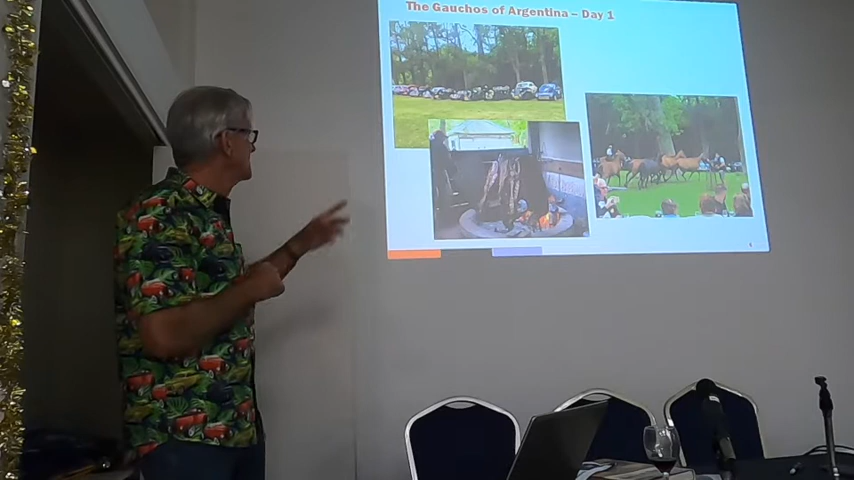 The Gauchos of Argentina – Day 1